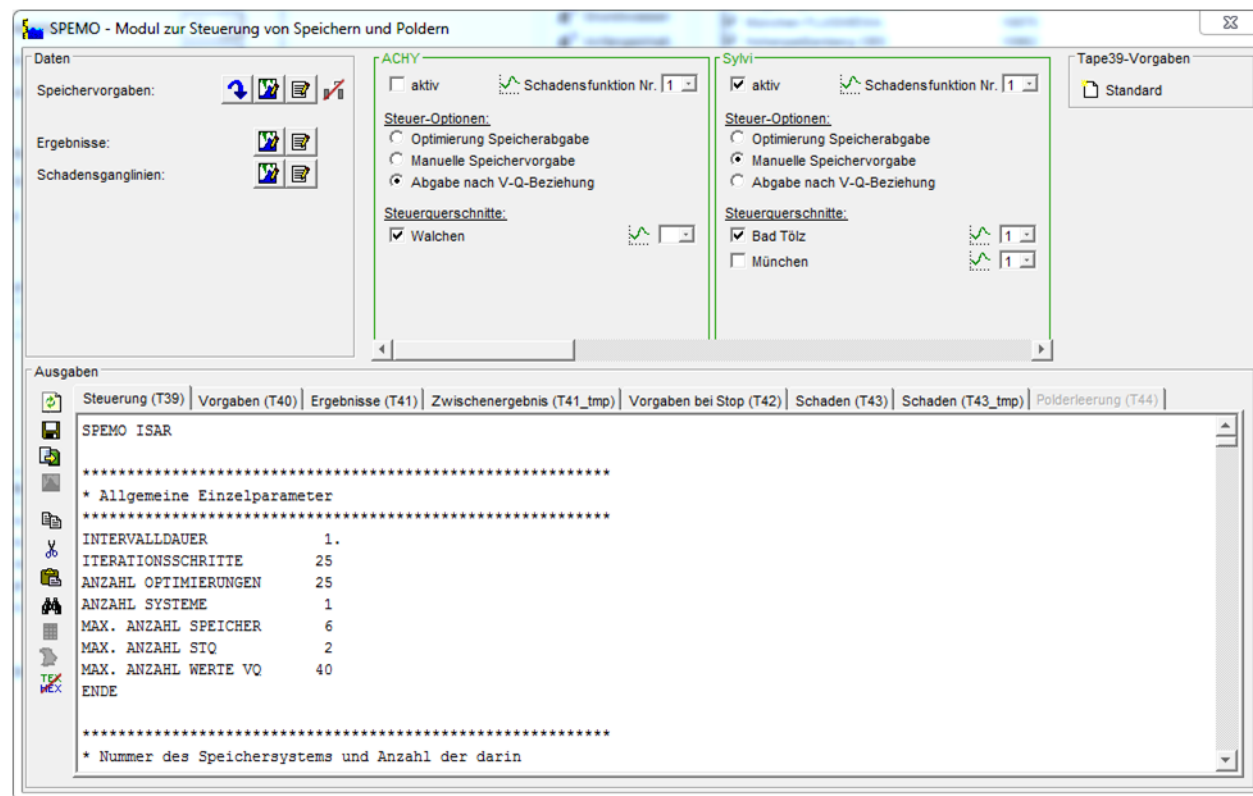 SPEMO - Modul zur Steuerung von Speichern und Poldern
Daten
Speichervorgaben:
Ergebnisse:
Schadensganglinien:
ACHY
aktiv
Schadensfunktion Nr. 1
Steuer-Optionen:
Optimierung Speicherabgabe
Manuelle Speichervorgabe
Abgabe nach V-Q-Beziehung
Steuerquerschnitte:
Walchen
Sylvi
aktiv
Schadensfunktion Nr. 1
Steuer-Optionen:
Optimierung Speicherabgabe
Manuelle Speichervorgabe
Abgabe nach V-Q-Beziehung
Steuerquerschnitte:
Bad Tölz 1
München 1
Tape39-Vorgaben
Standard
Ausgaben
Steuerung (T39) Vorgaben (T40) Ergebnisse (T41) Zwischenergebnis (T41_tmp) Vorgaben bei Stop (T42) Schaden (T43) Schaden (T43_tmp) Polderleerung (T44)
SPEMO ISAR
***********************************************************
* Allgemeine Einzelparameter
***********************************************************
INTERVALLDAUER 1.
ITERATIONSSCHRITTE 25
ANZAHL OPTIMIERUNGEN 25
ANZAHL SYSTEME 1
MAX. ANZAHL SPEICHER 6
MAX. ANZAHL STQ 2
MAX. ANZAHL WERTE VQ 40
ENDE
***********************************************************
* Nummer des Speichersystems und Anzahl der darin
TEX
HEX